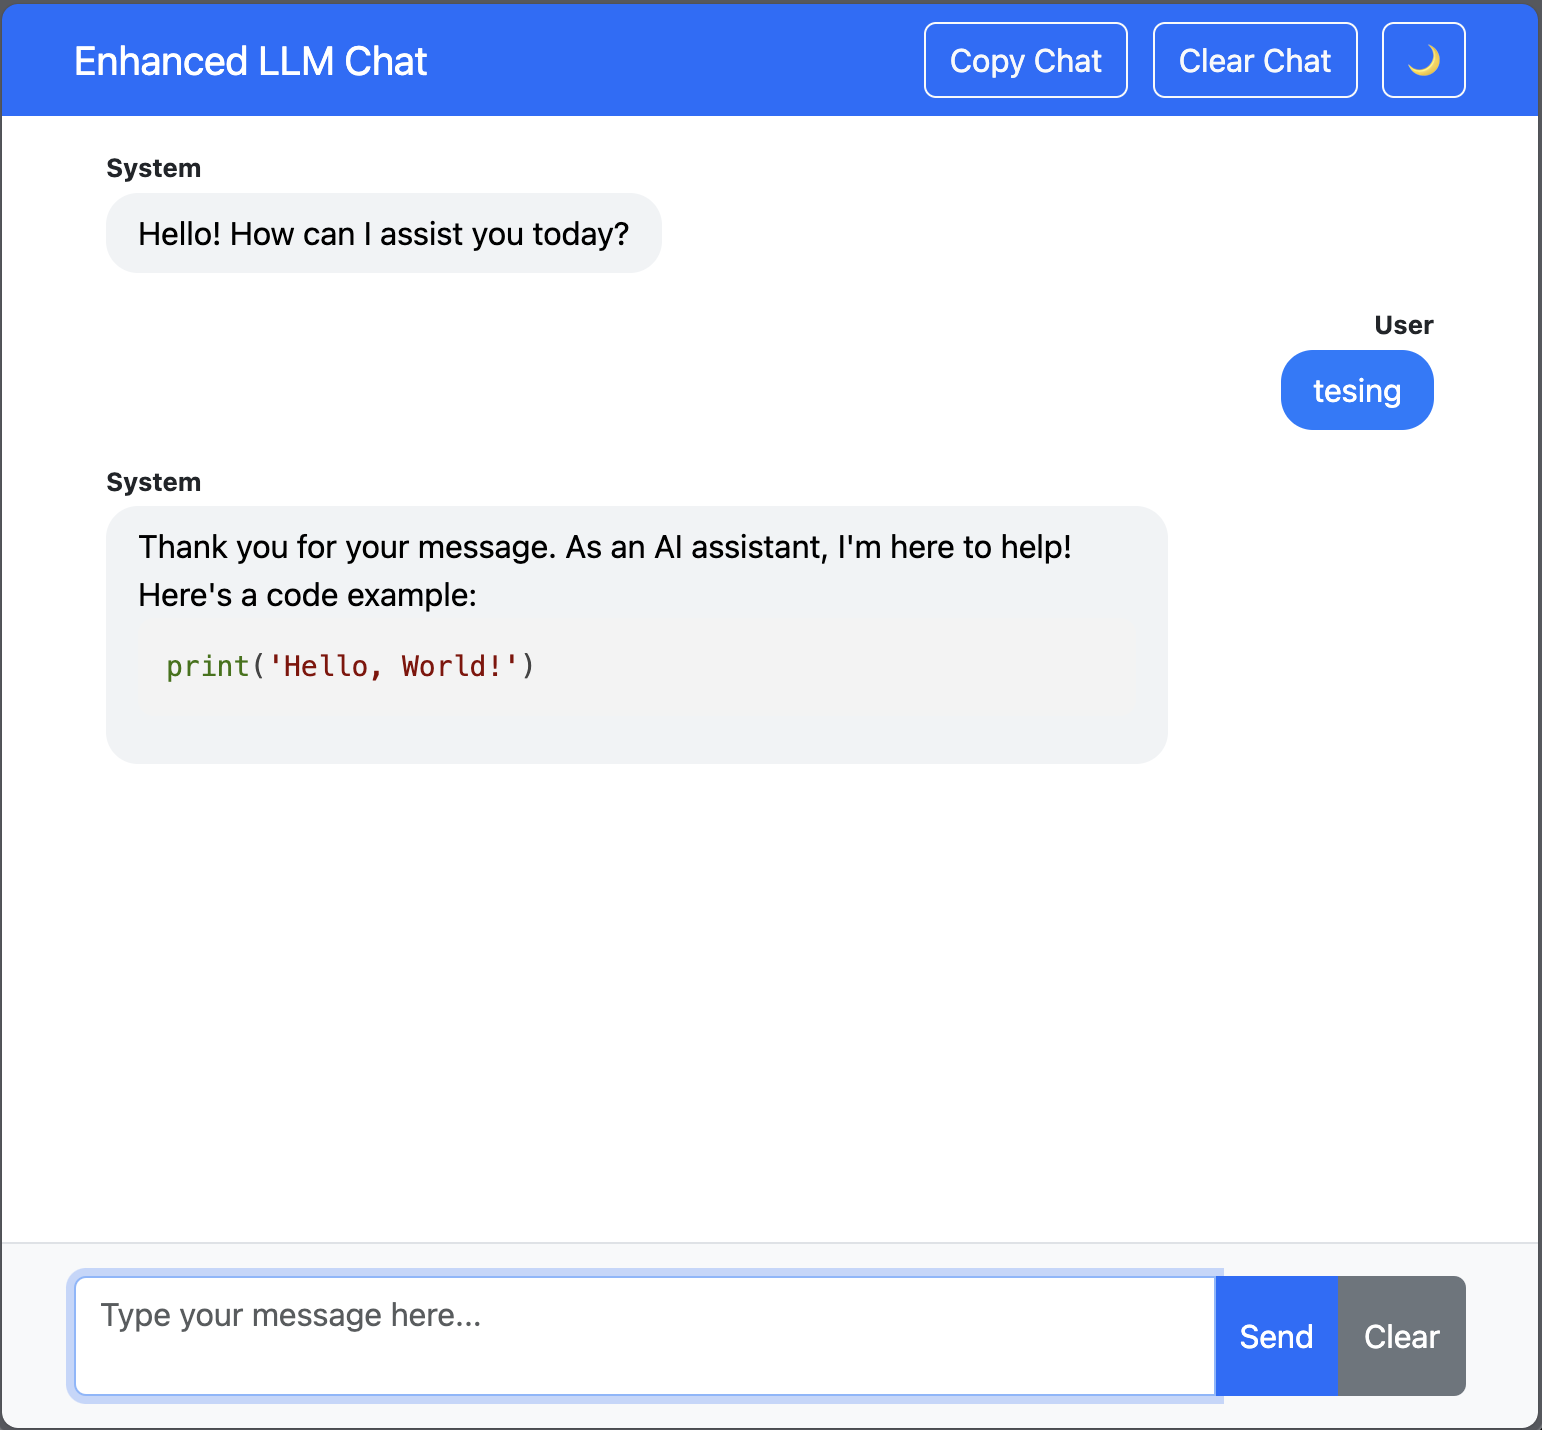 Enhanced LLM Chat
Copy Chat
Clear Chat
System
Hello! How can I assist you today?
User
tesing
System
Thank you for your message. As an AI assistant, I'm here to help!
Here's a code example:
print('Hello, World!')
Type your message here...
Send
Clear